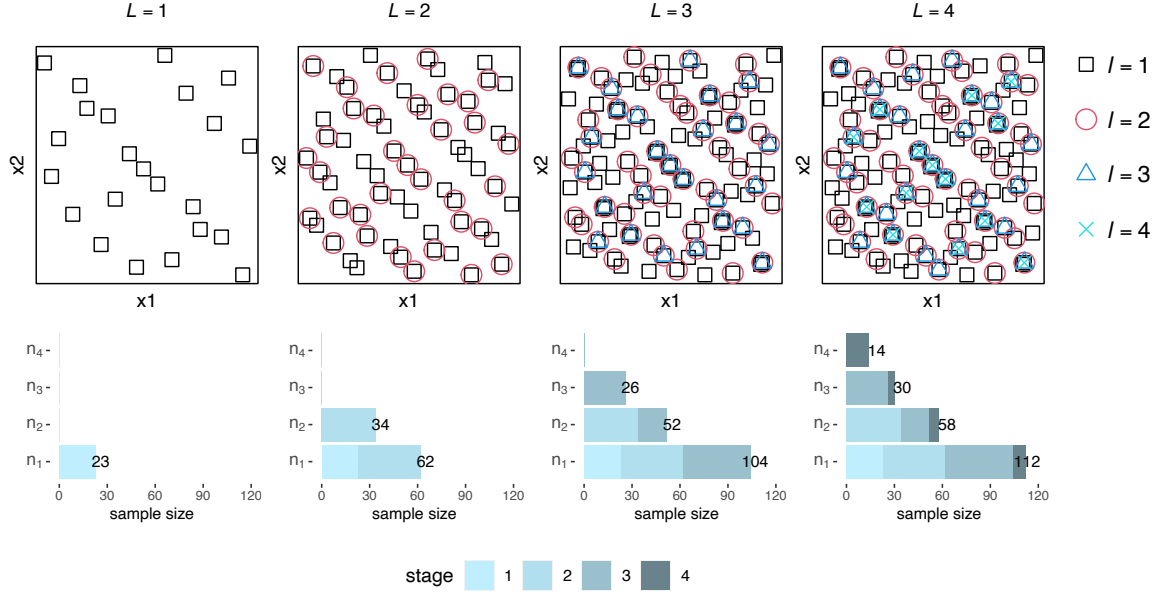 L = 1
L = 2
L = 3
L = 4
x2
x2
x2
x2
x1
x1
x1
x1
l = 1
l = 2
l = 3
l = 4
n4
n3
n2
n1
23
0 30 60 90 120
sample size
n4
n3
n2
n1
34
62
0 30 60 90 120
sample size
n4
n3
n2
n1
26
52
104
0 30 60 90 120
sample size
n4
n3
n2
n1
14
30
58
112
0 30 60 90 120
sample size
stage 1 2 3 4